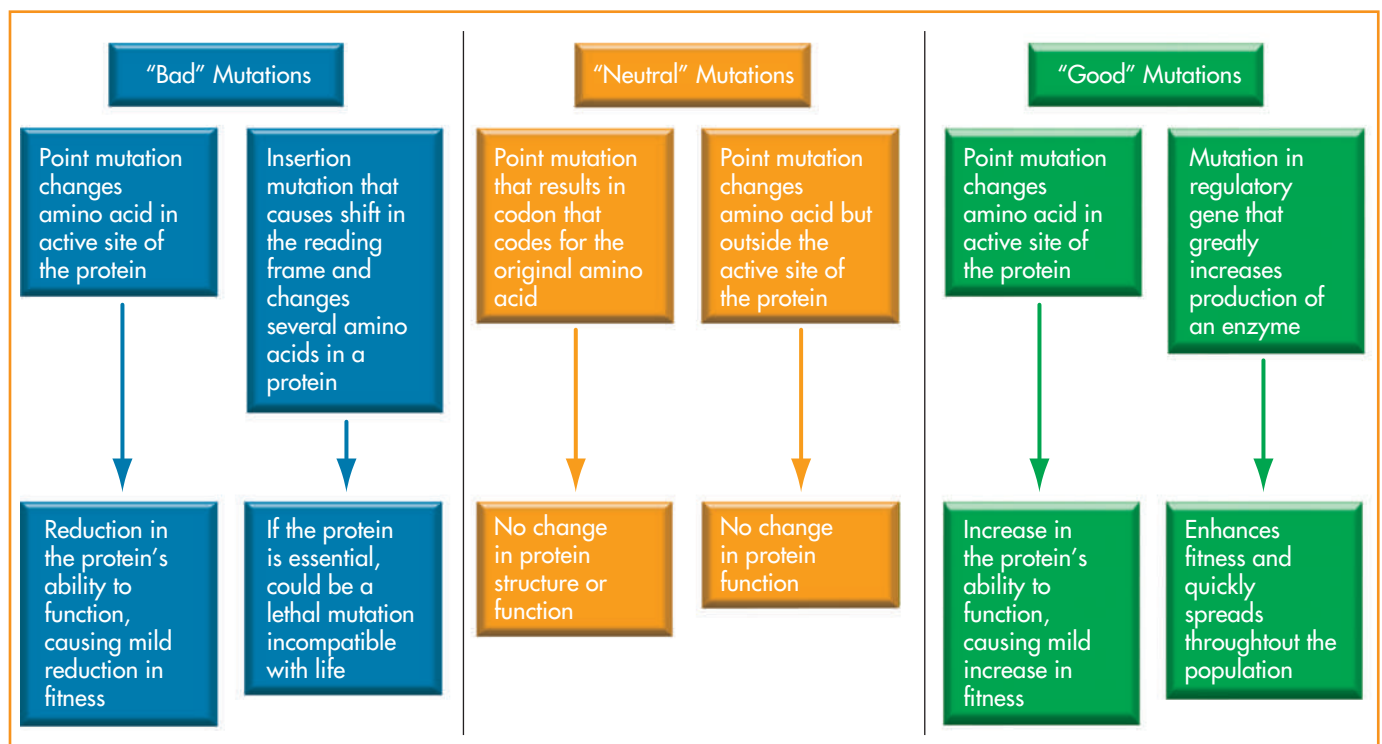 "Bad" Mutations
Point mutation
changes
amino acid in
active site of
the protein
Insertion
mutation that
causes shift in
the reading
frame and
changes
several amino
acids in a
protein
Reduction in
the protein's
ability to
function,
causing mild
reduction in
fitness
If the protein
is essential,
could be a
lethal mutation
incompatible
with life
"Neutral" Mutations
Point mutation
that results in
codon that
codes for the
original amino
acid
Point mutation
changes
amino acid but
outside the
active site of
the protein
No change
in protein
structure or
function
No change
in protein
function
"Good" Mutations
Point mutation
changes
amino acid in
active site of
the protein
Mutation in
regulatory
gene that
greatly
increases
production of
an enzyme
Increase in
the protein's
ability to
function,
causing mild
increase in
fitness
Enhances
fitness and
quickly
spreads
throughtout the
population